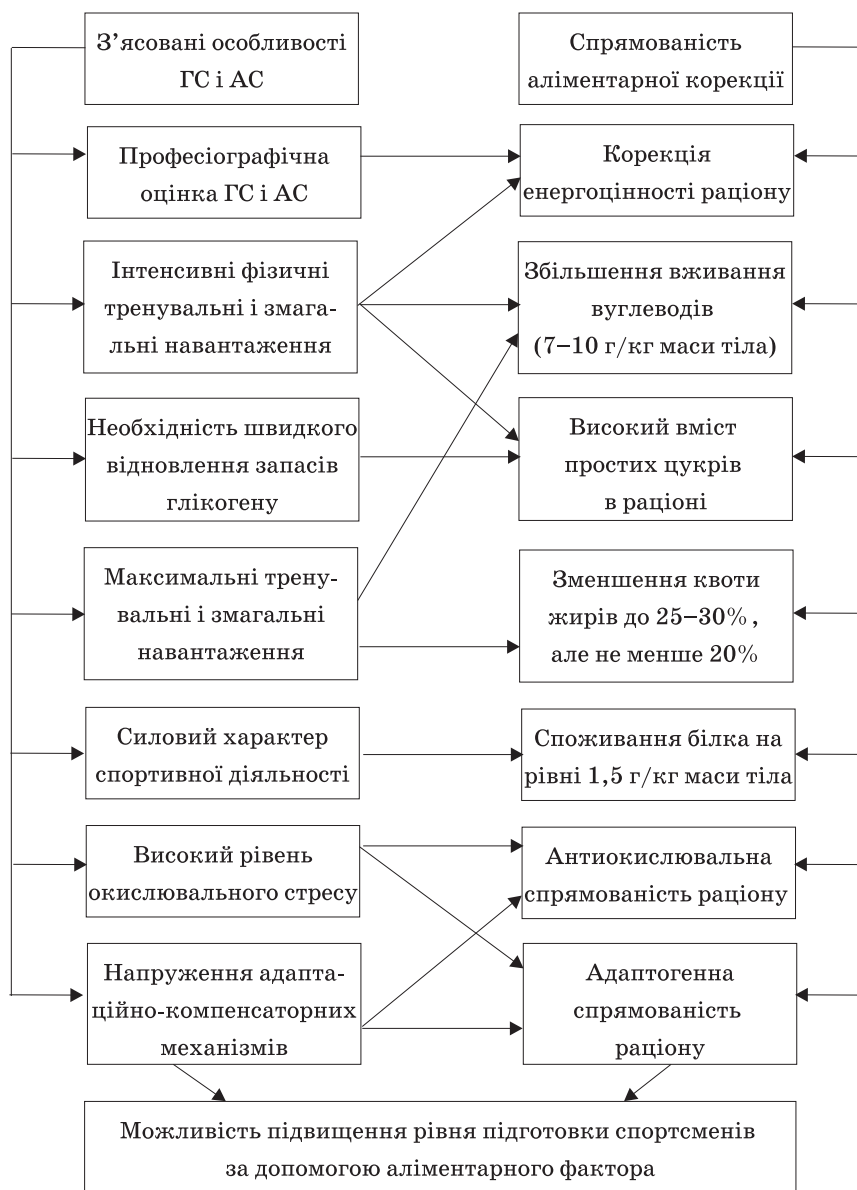 З’ясовані особливості
ГС і АС
Спрямованість
аліментарної корекції
Професіографічна
оцінка ГС і АС
Корекція
енергоцінності раціону
Інтенсивні фізичні
тренувальні і змага-
льні навантаження
Збільшення вживання
вуглеводів
(7–10 г/кг маси тіла)
Необхідність швидкого
відновлення запасів
глікогену
Високий вміст
простих цукрів
в раціоні
Максимальні трену-
вальні і змагальні
навантаження
Зменшення квоти
жирів до 25–30%,
але не менше 20%
Силовий характер
спортивної діяльності
Споживання білка на
рівні 1,5 г/кг маси тіла
Високий рівень
окислювального стресу
Антиокислювальна
спрямованість раціону
Напруження адапта-
ційно-компенсаторних
механізмів
Адаптогенна
спрямованість
раціону
Можливість підвищення рівня підготовки спортсменів
за допомогою аліментарного фактора